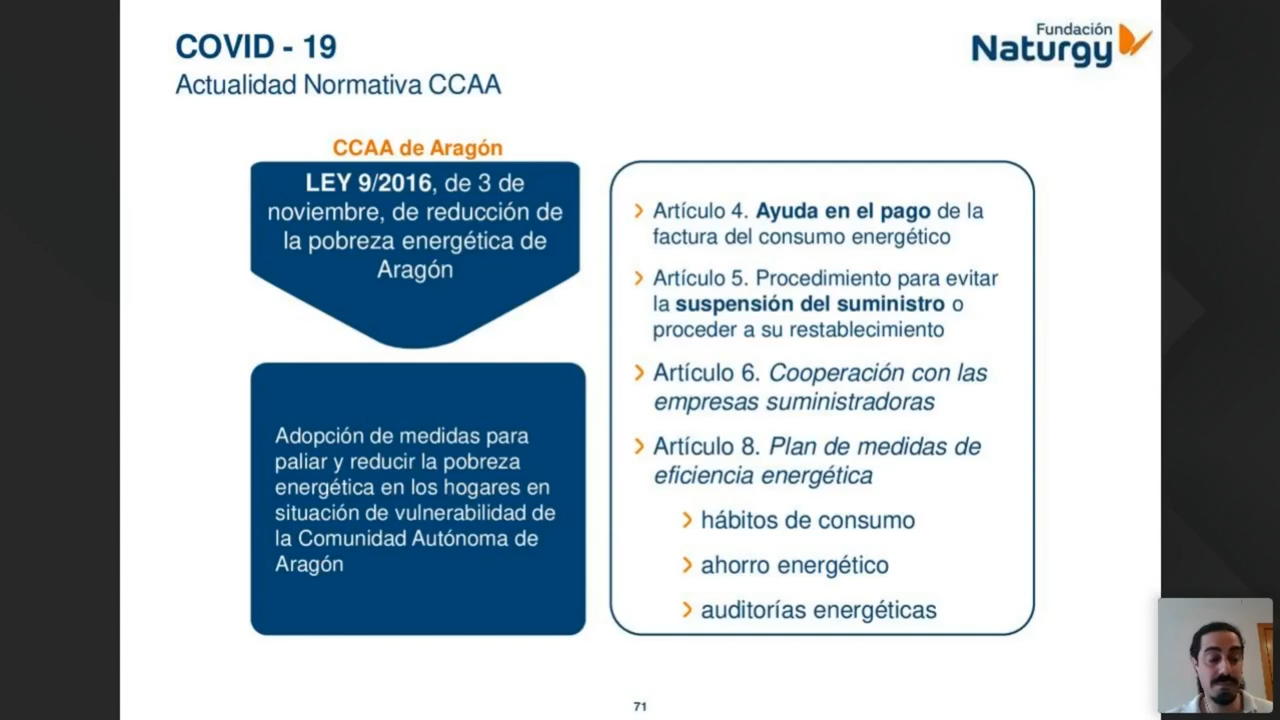 COVID - 19
Actualidad Normativa CCAA
Fundación
Naturgy
CCAA de Aragón
LEY 9/2016, de 3 de
noviembre, de reducción de
la pobreza energética de
Aragón
Adopción de medidas para
paliar y reducir la pobreza
energética en los hogares en
situación de vulnerabilidad de
la Comunidad Autónoma de
Aragón
Artículo 4. Ayuda en el pago de la
factura del consumo energético
Artículo 5. Procedimiento para evitar
la suspensión del suministro o
proceder a su restablecimiento
Artículo 6. Cooperación con las
empresas suministradoras
Artículo 8. Plan de medidas de
eficiencia energética
hábitos de consumo
ahorro energético
auditorías energéticas
71